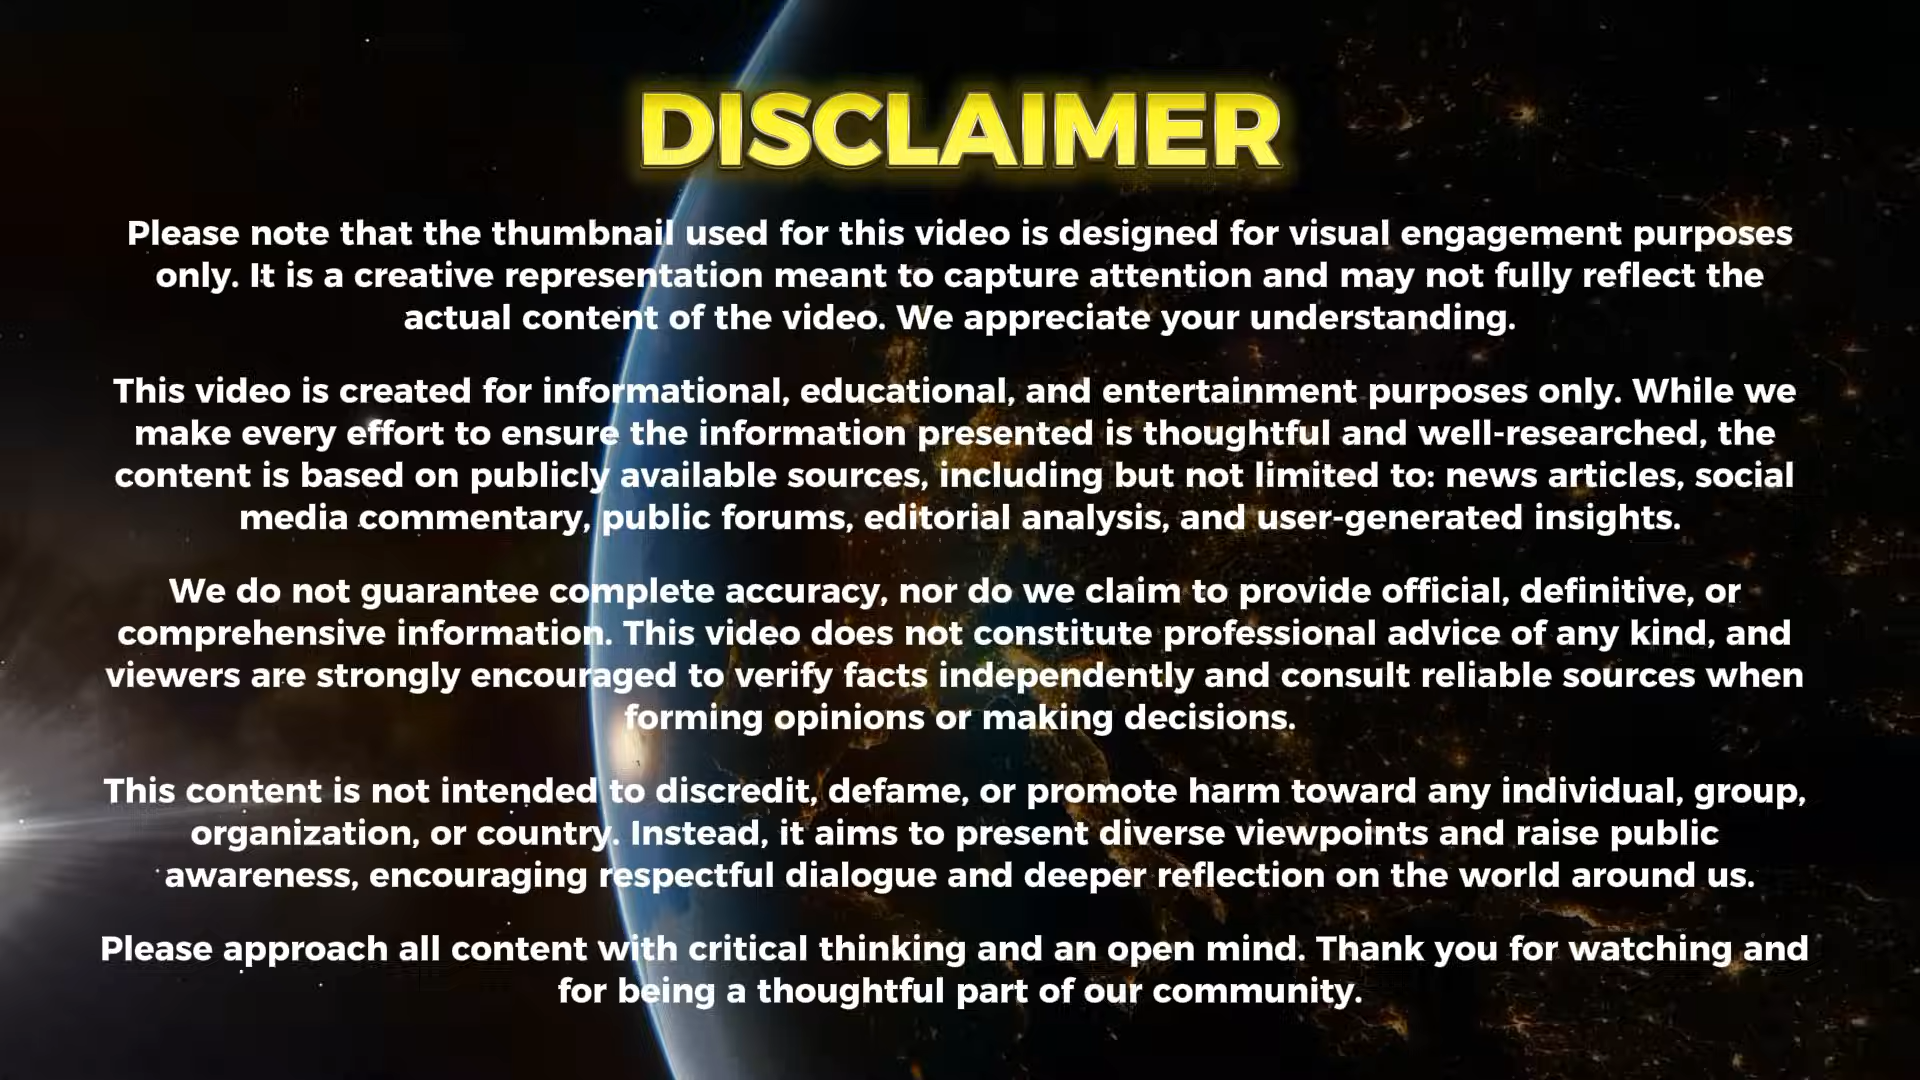 DISCLAIMER
Please note that the thumbnail used for this video is designed for visual engagement purposes
only. It is a creative representation meant to capture attention and may not fully reflect the
actual content of the video. We appreciate your understanding.
This video is created for informational, educational, and entertainment purposes only. While we
make every effort to ensure the information presented is thoughtful and well-researched, the
content is based on publicly available sources, including but not limited to: news articles, social
media commentary, public forums, editorial analysis, and user-generated insights.
We do not guarantee complete accuracy, nor do we claim to provide official, definitive, or
comprehensive information. This video does not constitute professional advice of any kind, and
viewers are strongly encouraged to verify facts independently and consult reliable sources when
forming opinions or making decisions.
This content is not intended to discredit, defame, or promote harm toward any individual, group,
organization, or country. Instead, it aims to present diverse viewpoints and raise public
awareness, encouraging respectful dialogue and deeper reflection on the world around us.
Please approach all content with critical thinking and an open mind. Thank you for watching and
for being a thoughtful part of our community.